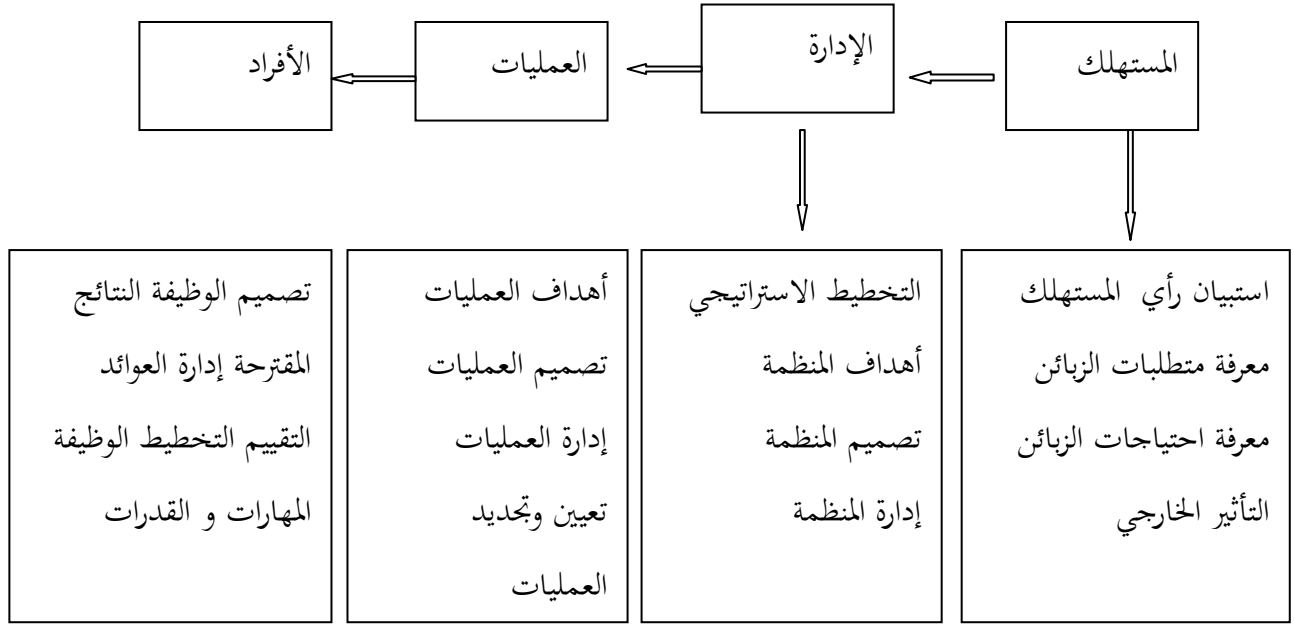 المستهلك
الإدارة
العمليات
الأفراد
استبيان رأي المستهلك
معرفة متطلبات الزبائن
معرفة احتياجات الزبائن
التأثير الخارجي
التخطيط الاستراتيجي
أهداف المنظمة
تصميم المنظمة
إدارة المنظمة
أهداف العمليات
تصميم العمليات
إدارة العمليات
تعيين وتحديد
العمليات
تصميم الوظيفة النتائج
المقترحة إدارة العوائد
التقييم التخطيط الوظيفة
المهارات و القدرات